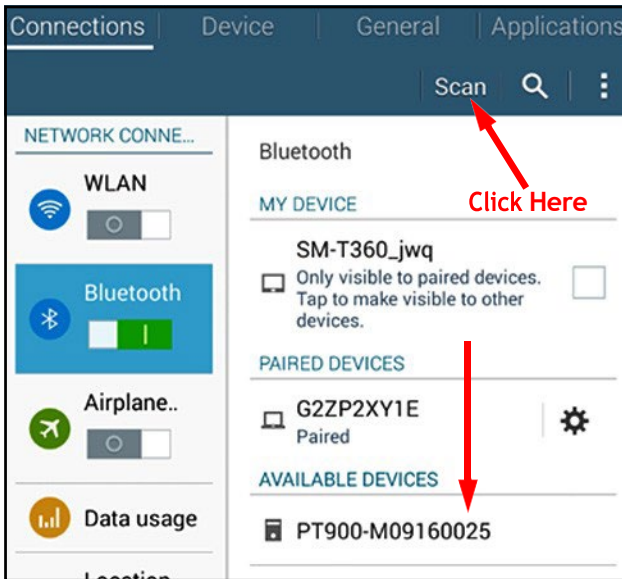 Connections Device General Applications
Scan
NETWORK CONNE...
WLAN
Bluetooth
Airplane..
Data usage
Location
Bluetooth
Click Here
MY DEVICE
SM-T360_jwq
Only visible to paired devices.
Tap to make visible to other
devices.
PAIRED DEVICES
G2ZP2XY1E
Paired
AVAILABLE DEVICES
PT900-M09160025